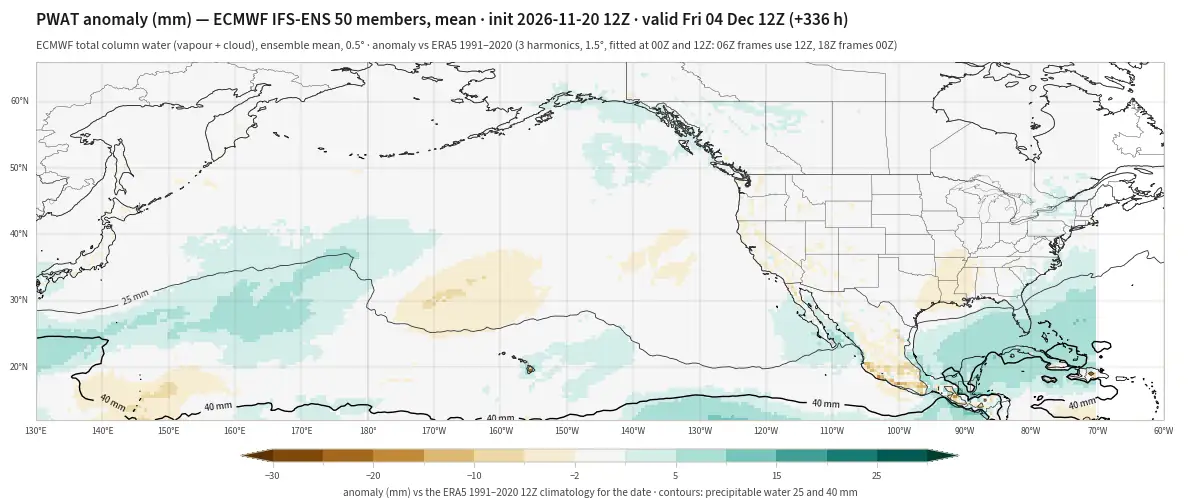 PWAT anomaly (mm) — ECMWF IFS-ENS 50 members, mean · init 2026-11-20 12Z · valid Fri 04 Dec 12Z (+336 h)
ECMWF total column water (vapour + cloud), ensemble mean, 0.5° · anomaly vs ERA5 1991–2020 (3 harmonics, 1.5°, fitted at 00Z and 12Z: 06Z frames use 12Z, 18Z frames 00Z)
60°N
50°N
40°N
30°N
20°N
25 mm
40 mm
40 mm
40 mm
40 mm
40 mm
130°E 140°E 150°E 160°E 170°E 180° 170°W 160°W 150°W 140°W 130°W 120°W 110°W 100°W 90°W 80°W 70°W 60°W
−30 −20 −10 −2 5 15 25
anomaly (mm) vs the ERA5 1991–2020 12Z climatology for the date · contours: precipitable water 25 and 40 mm